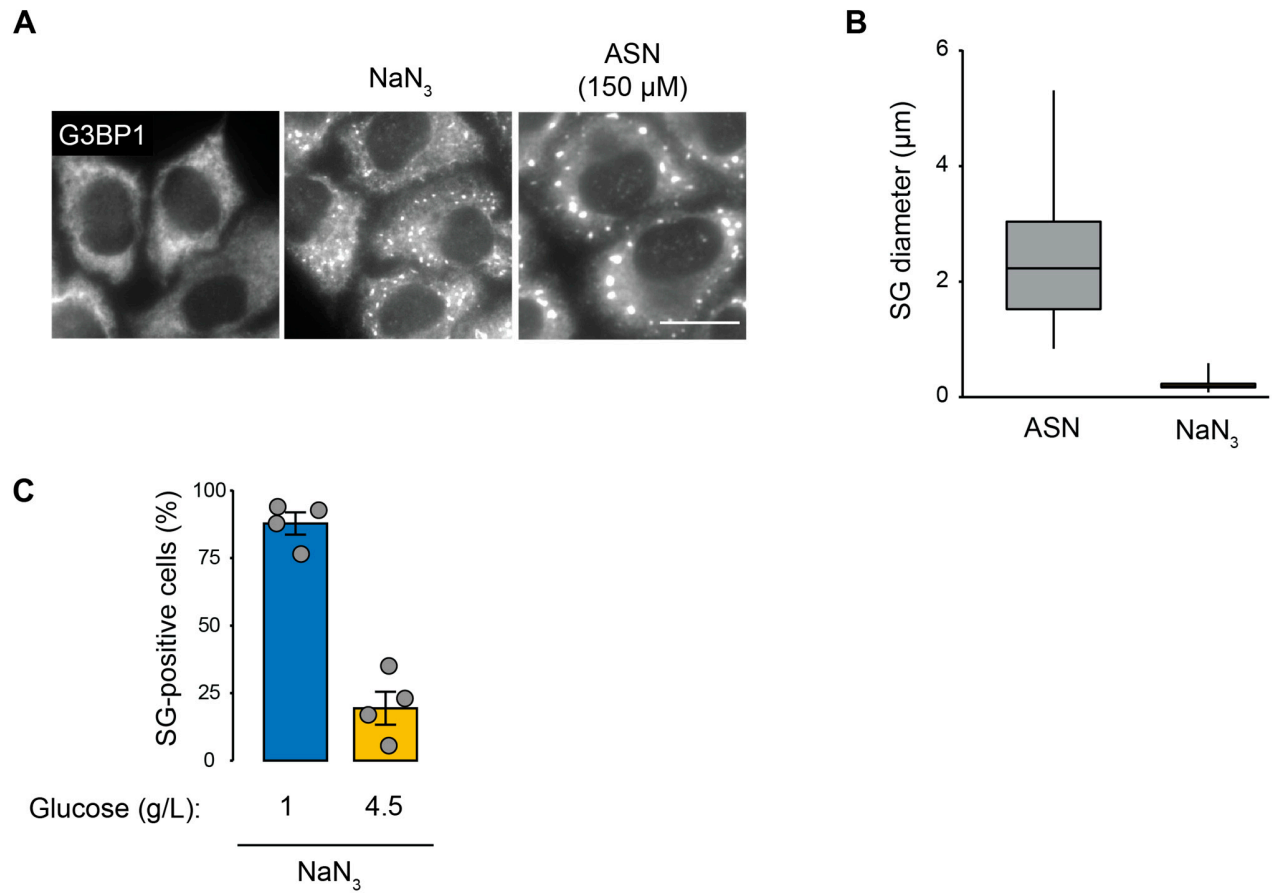 A
NaN₃
ASN
(150 µM)
G3BP1
B
SG diameter (µm)
6
4
2
0
ASN
NaN₃
C
SG-positive cells (%)
100
75
50
25
0
Glucose (g/L):
1
4.5
NaN₃